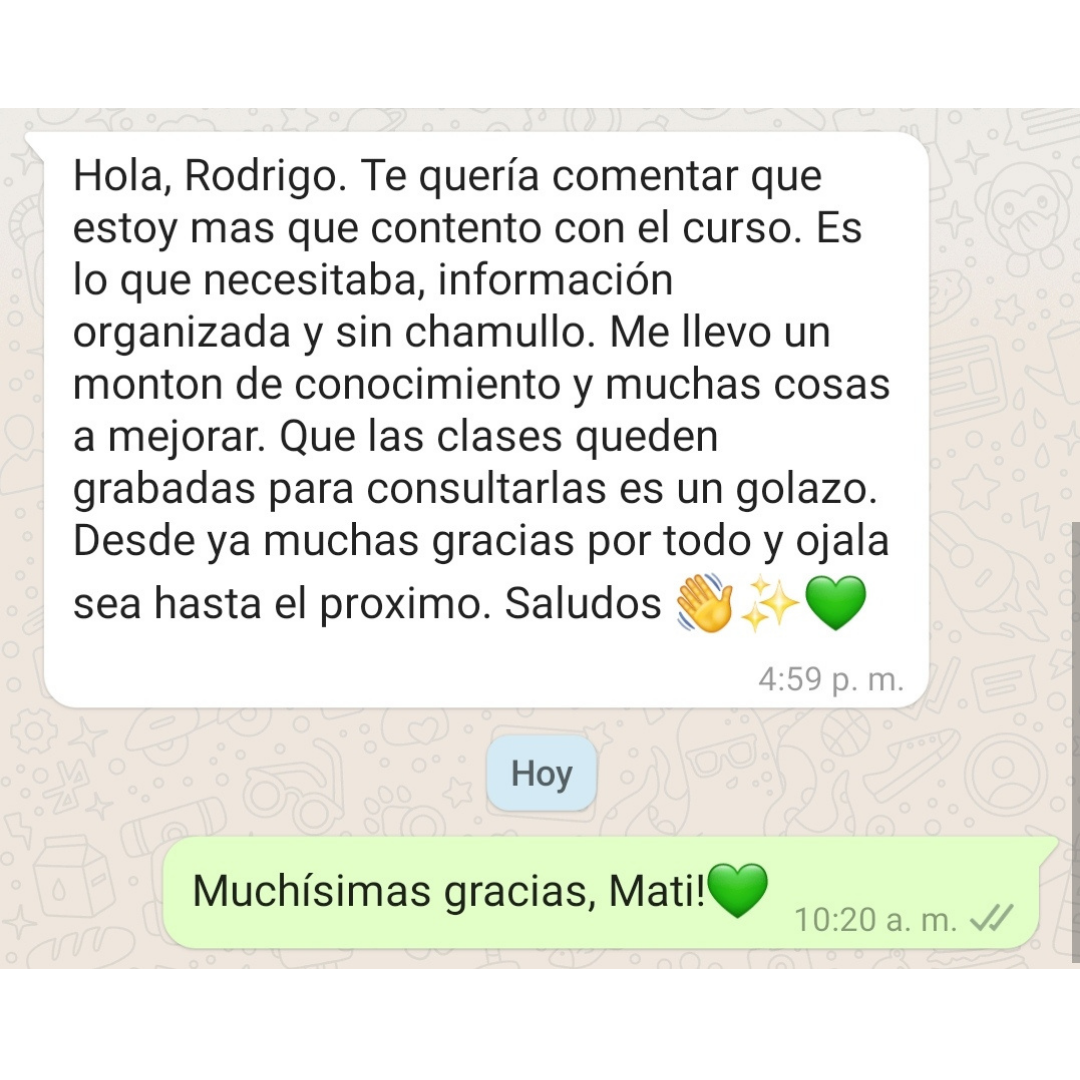 Hola, Rodrigo. Te quería comentar que
estoy mas que contento con el curso. Es
lo que necesitaba, información
organizada y sin chamullo. Me llevo un
monton de conocimiento y muchas cosas
a mejorar. Que las clases queden
grabadas para consultarlas es un golazo.
Desde ya muchas gracias por todo y ojala
sea hasta el proximo. Saludos 👋✨💚
4:59 p. m.
Hoy
Muchísimas gracias, Mati!💚
10:20 a. m.